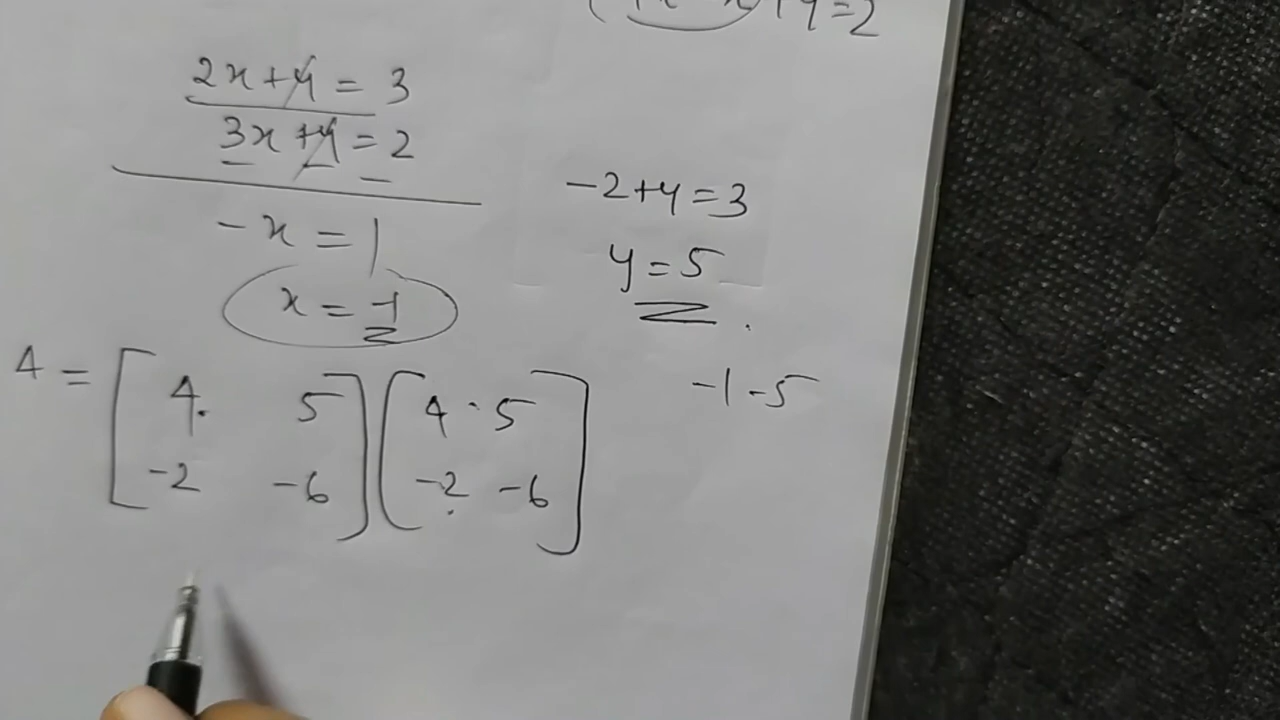 +y=2
2x+y = 3
3x+y = 2
-x = 1
x = -1
-2+y=3
y=5
-1-5
4 = [4 5] [4 5]
-2 -6 -2 -6